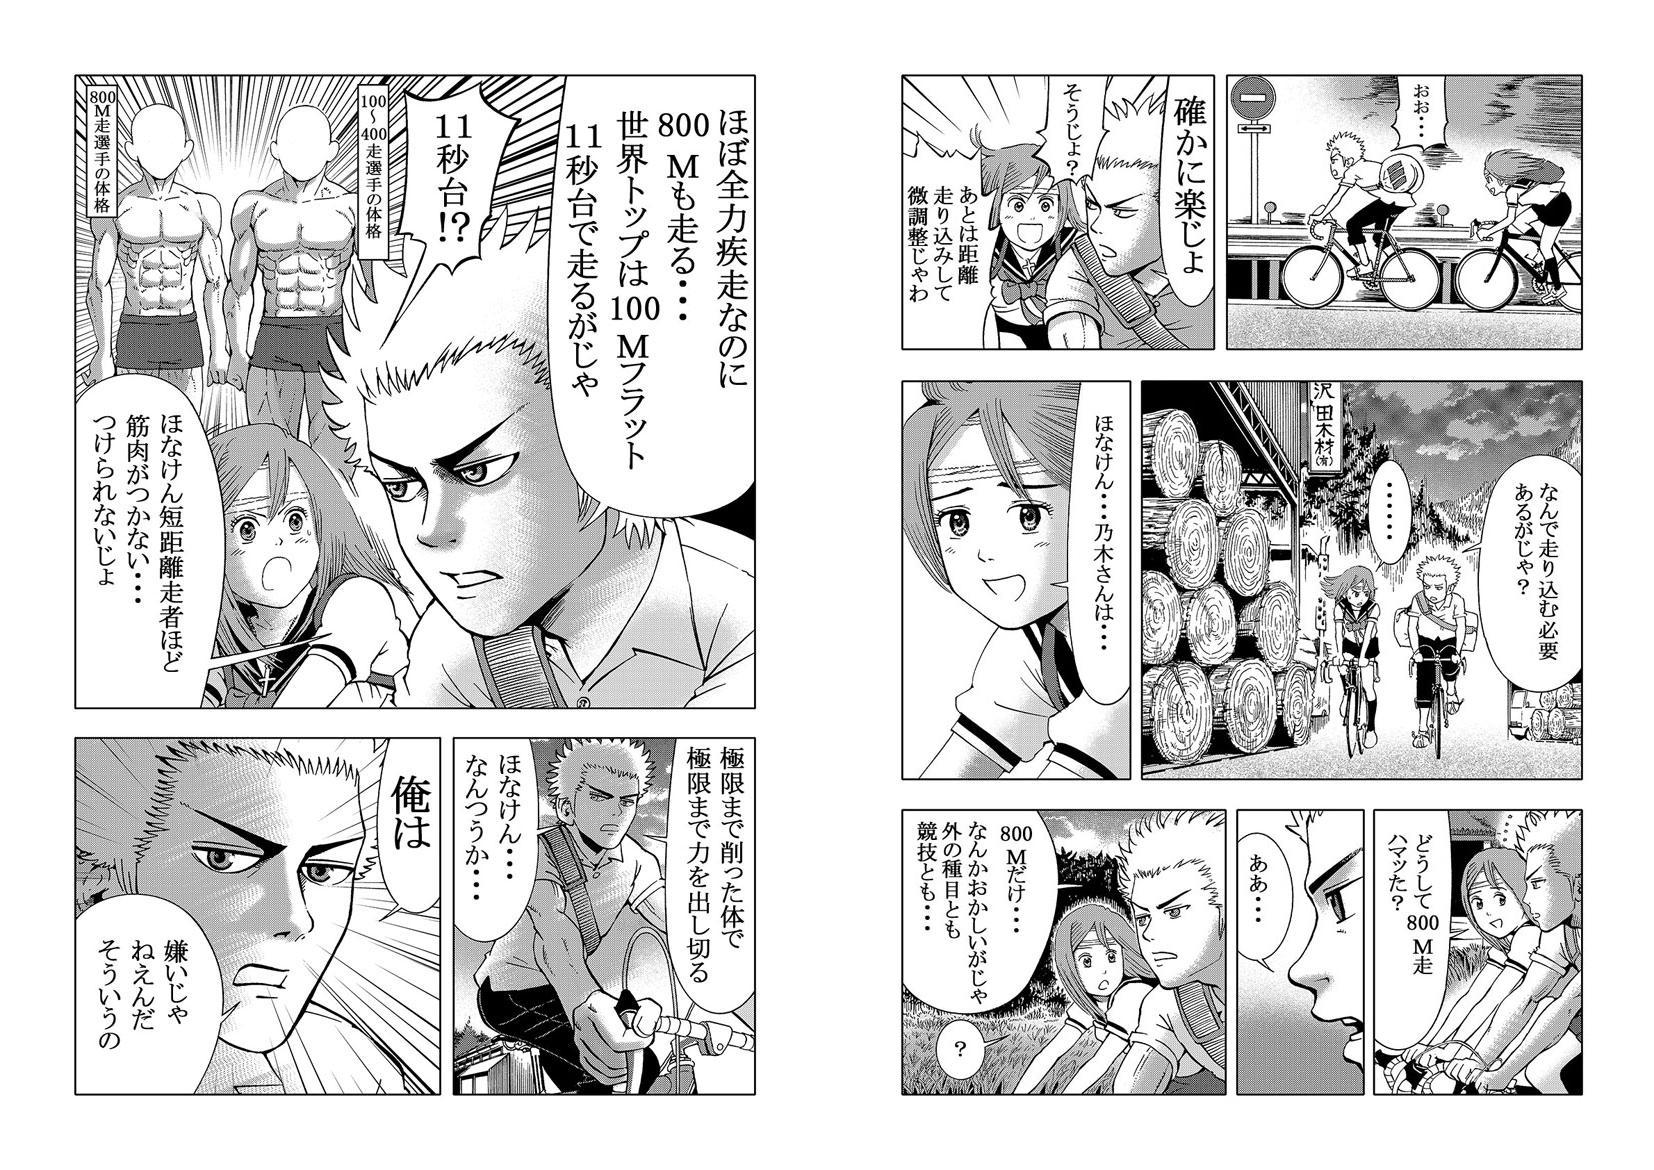 おお・・・
確かに楽じょ
そうじょ？
あとは距離
走り込みして
微調整じゃわ
沢田木材㈲
なんで走り込む必要
あるがじゃ？
・・・・・・
ほなけん・・・乃木さんは・・・
どうして800M走
ハマッた？
ああ・・・
800Mだけ・・・
なんかおかしいがじゃ
外の種目とも
競技とも・・・
？
ほぼ全力疾走なのに
800Mも走る・・・
世界トップは100Mフラット
11秒台で走るがじゃ
11秒台!?
100〜400走選手の体格
800M走選手の体格
ほなけん短距離走者ほど
筋肉がつかない・・・
つけられないじょ
極限まで削った体で
極限まで力を出し切る
ほなけん・・・
なんつうか・・・
俺は
嫌いじゃ
ねえんだ
そういうの